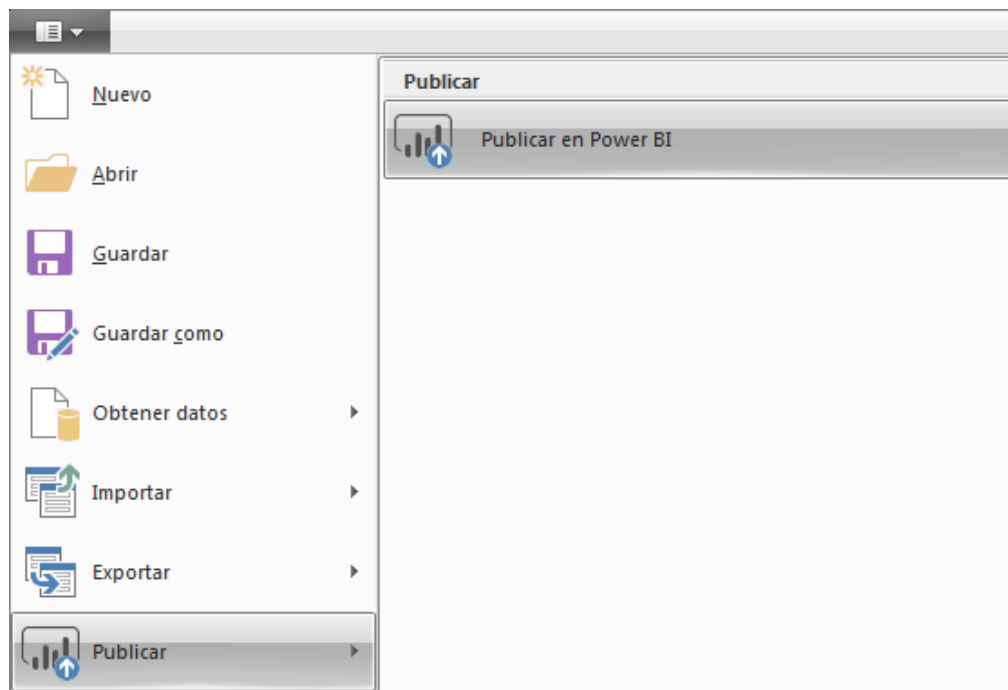 Nuevo
Abrir
Guardar
Guardar como
Obtener datos
Importar
Exportar
Publicar
Publicar
Publicar en Power BI